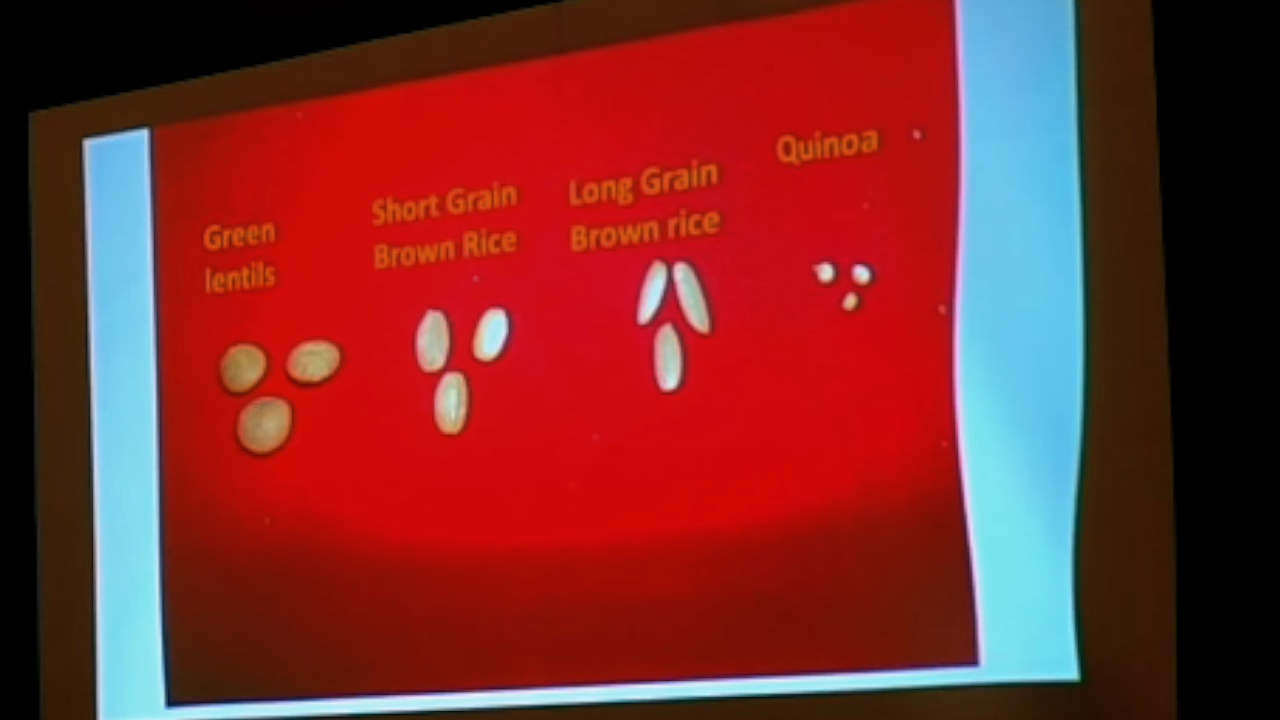 Green
lentils
Short Grain
Brown Rice
Long Grain
Brown rice
Quinoa